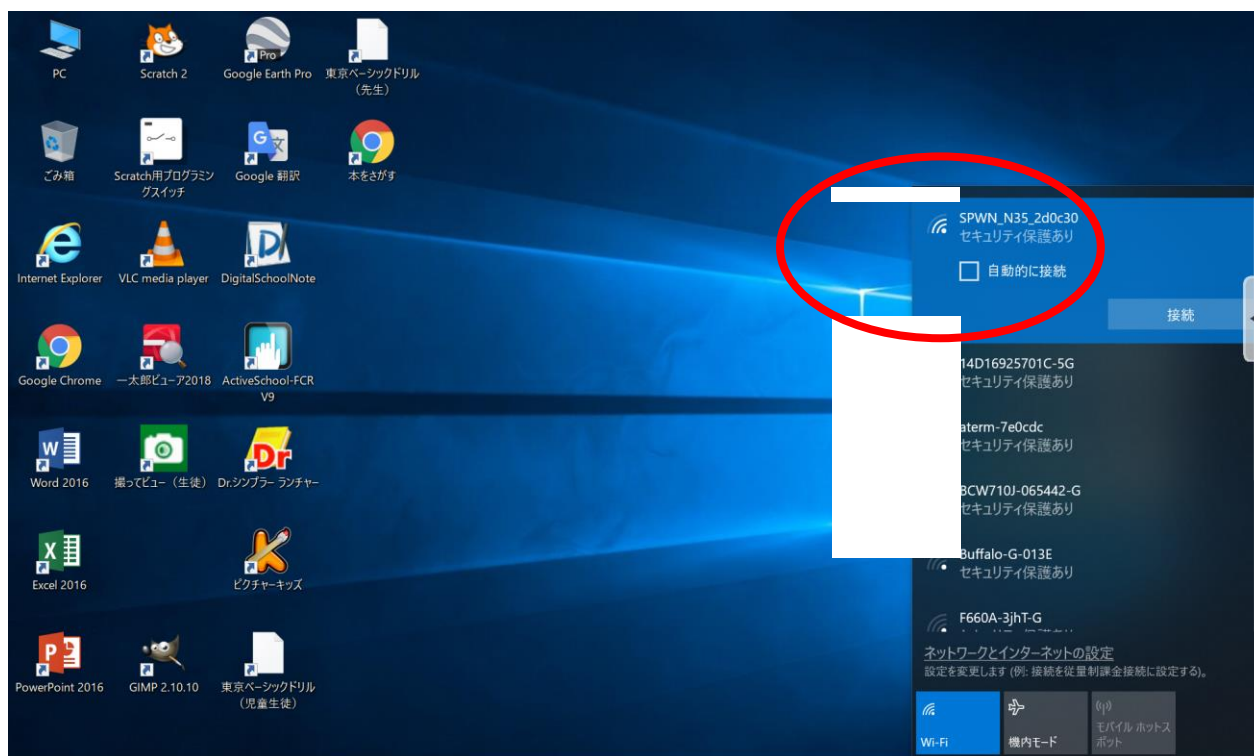 PC
Scratch 2
Pro
Google Earth Pro
東京ベーシックドリル
（先生）
ごみ箱
Scratch用プログラミン
グスイッチ
Google 翻訳
本をさがす
Internet Explorer
VLC media player
DigitalSchoolNote
Google Chrome
一太郎ビューア2018
ActiveSchool-FCR
V9
Word 2016
撮ってビュー（生徒）
Dr.シンプラー ランチャー
Excel 2016
ピクチャーキッズ
PowerPoint 2016
GIMP 2.10.10
東京ベーシックドリル
（児童生徒）
SPWN_N35_2d0c30
セキュリティ保護あり
自動的に接続
接続
14D16925701C-5G
セキュリティ保護あり
aterm-7e0cdc
セキュリティ保護あり
BCW710J-065442-G
セキュリティ保護あり
Buffalo-G-013E
セキュリティ保護あり
F660A-3jhT-G
ネットワークとインターネットの設定
設定を変更します (例: 接続を従量制課金接続に設定する)。
Wi-Fi
機内モード
モバイル ホットス
ポット